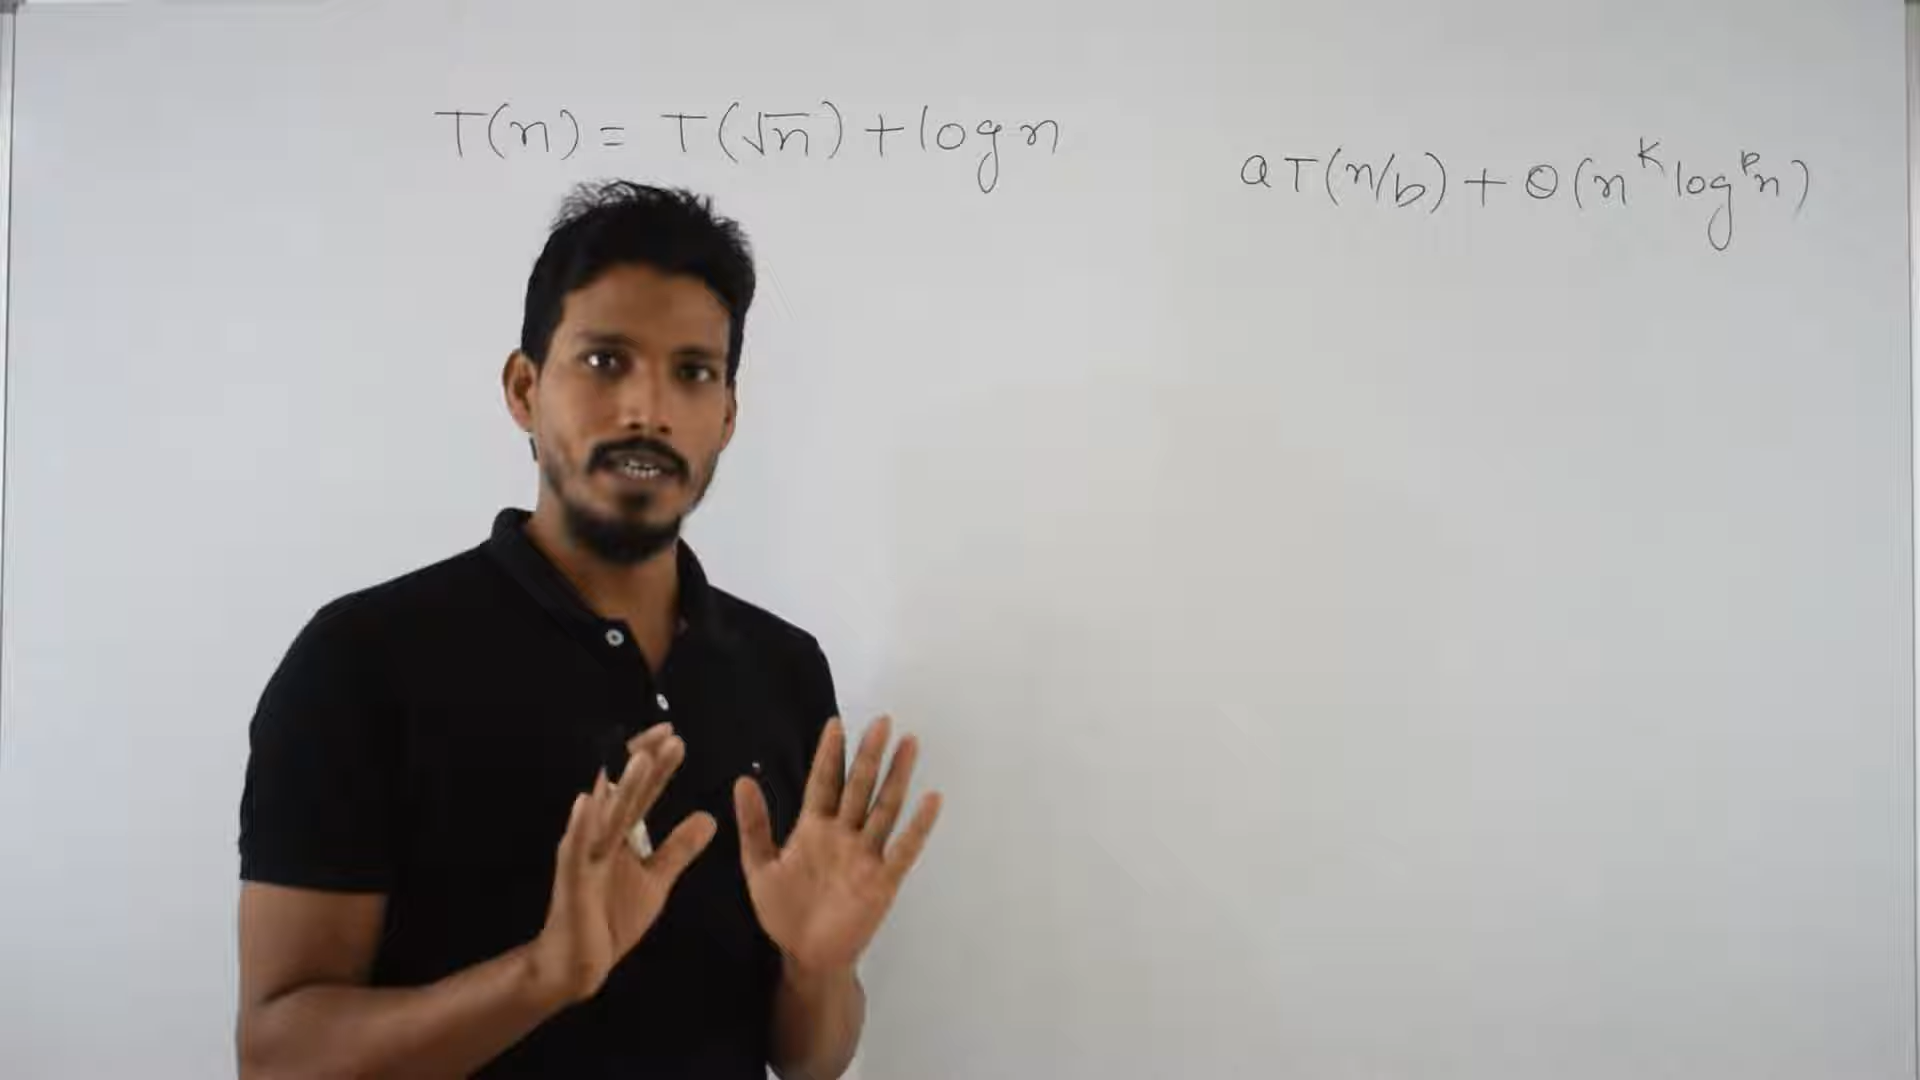 T(n) = T(√n) + log n
aT(n/b) + Θ(n^K log^P n)